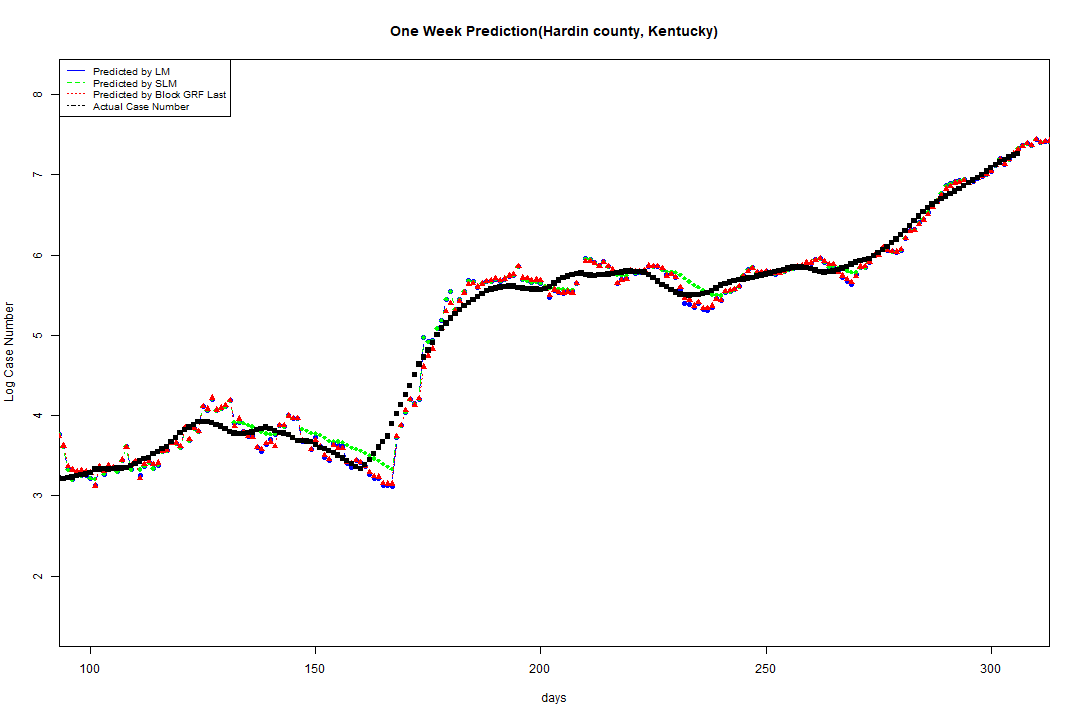 One Week Prediction(Hardin county, Kentucky)
Predicted by LM
Predicted by SLM
Predicted by Block GRF Last
Actual Case Number
8
7
6
5
4
3
2
Log Case Number
100 150 200 250 300
days